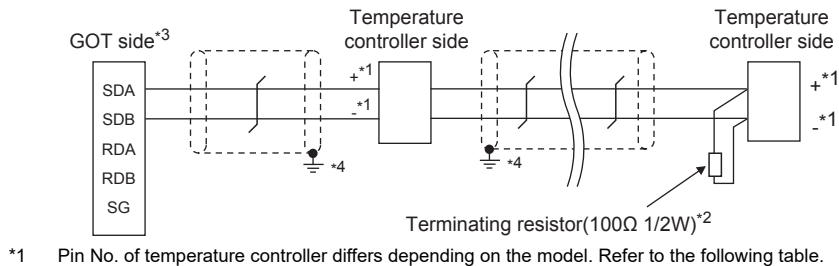 Temperature
controller side
Temperature
controller side
GOT side*3
SDA
SDB
RDA
RDB
SG
+*1
-*1
*4
*4
+*1
-*1
Terminating resistor(100Ω 1/2W)*2
*1 Pin No. of temperature controller differs depending on the model. Refer to the following table.